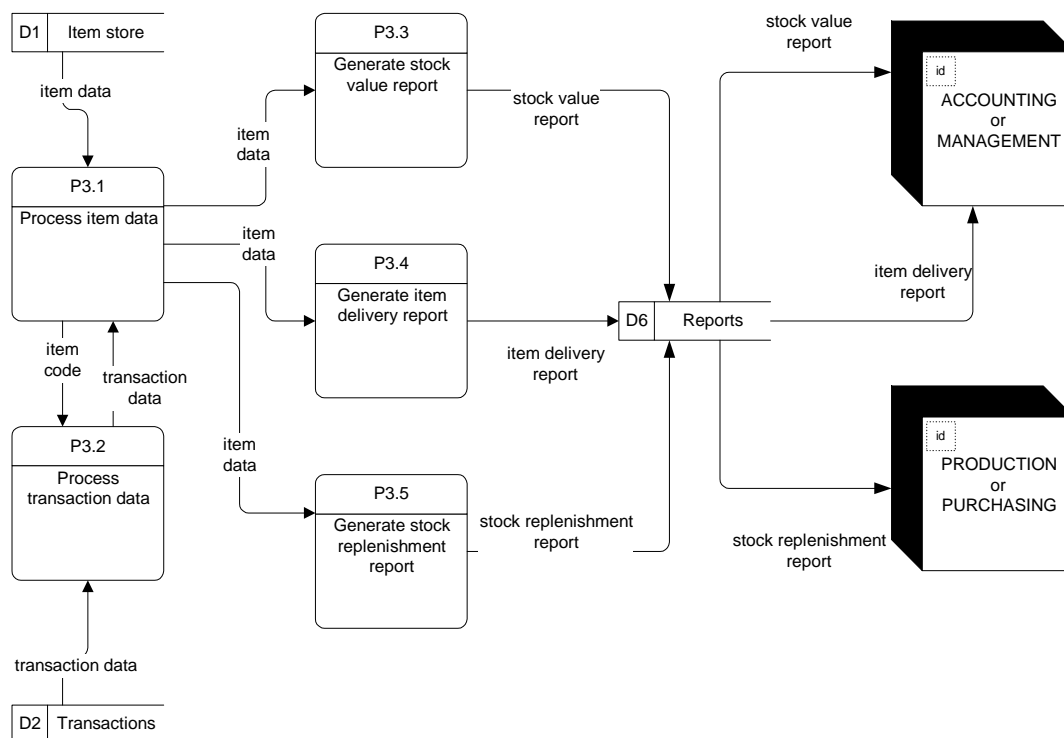 D1
Item store
item data
P3.1
Process item data
item
code
transaction
data
P3.2
Process
transaction data
transaction data
D2
Transactions
item
data
item
data
item
data
P3.3
Generate stock
value report
P3.4
Generate item
delivery report
P3.5
Generate stock
replenishment
report
stock value
report
item delivery
report
stock replenishment
report
D6
Reports
stock value
report
id
ACCOUNTING
or
MANAGEMENT
item delivery
report
id
PRODUCTION
or
PURCHASING
stock replenishment
report